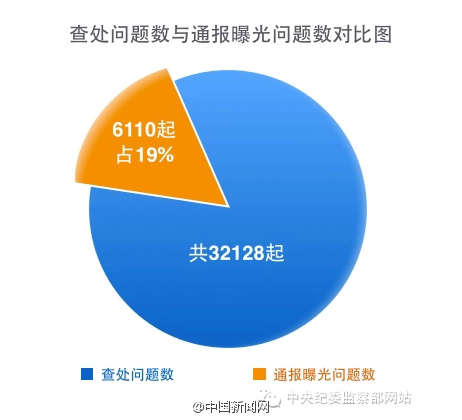 查处问题数与通报曝光问题数对比图
6110起
占19%
共32128起
查处问题数
通报曝光问题数
中央纪委监察部网站
@中国新闻网